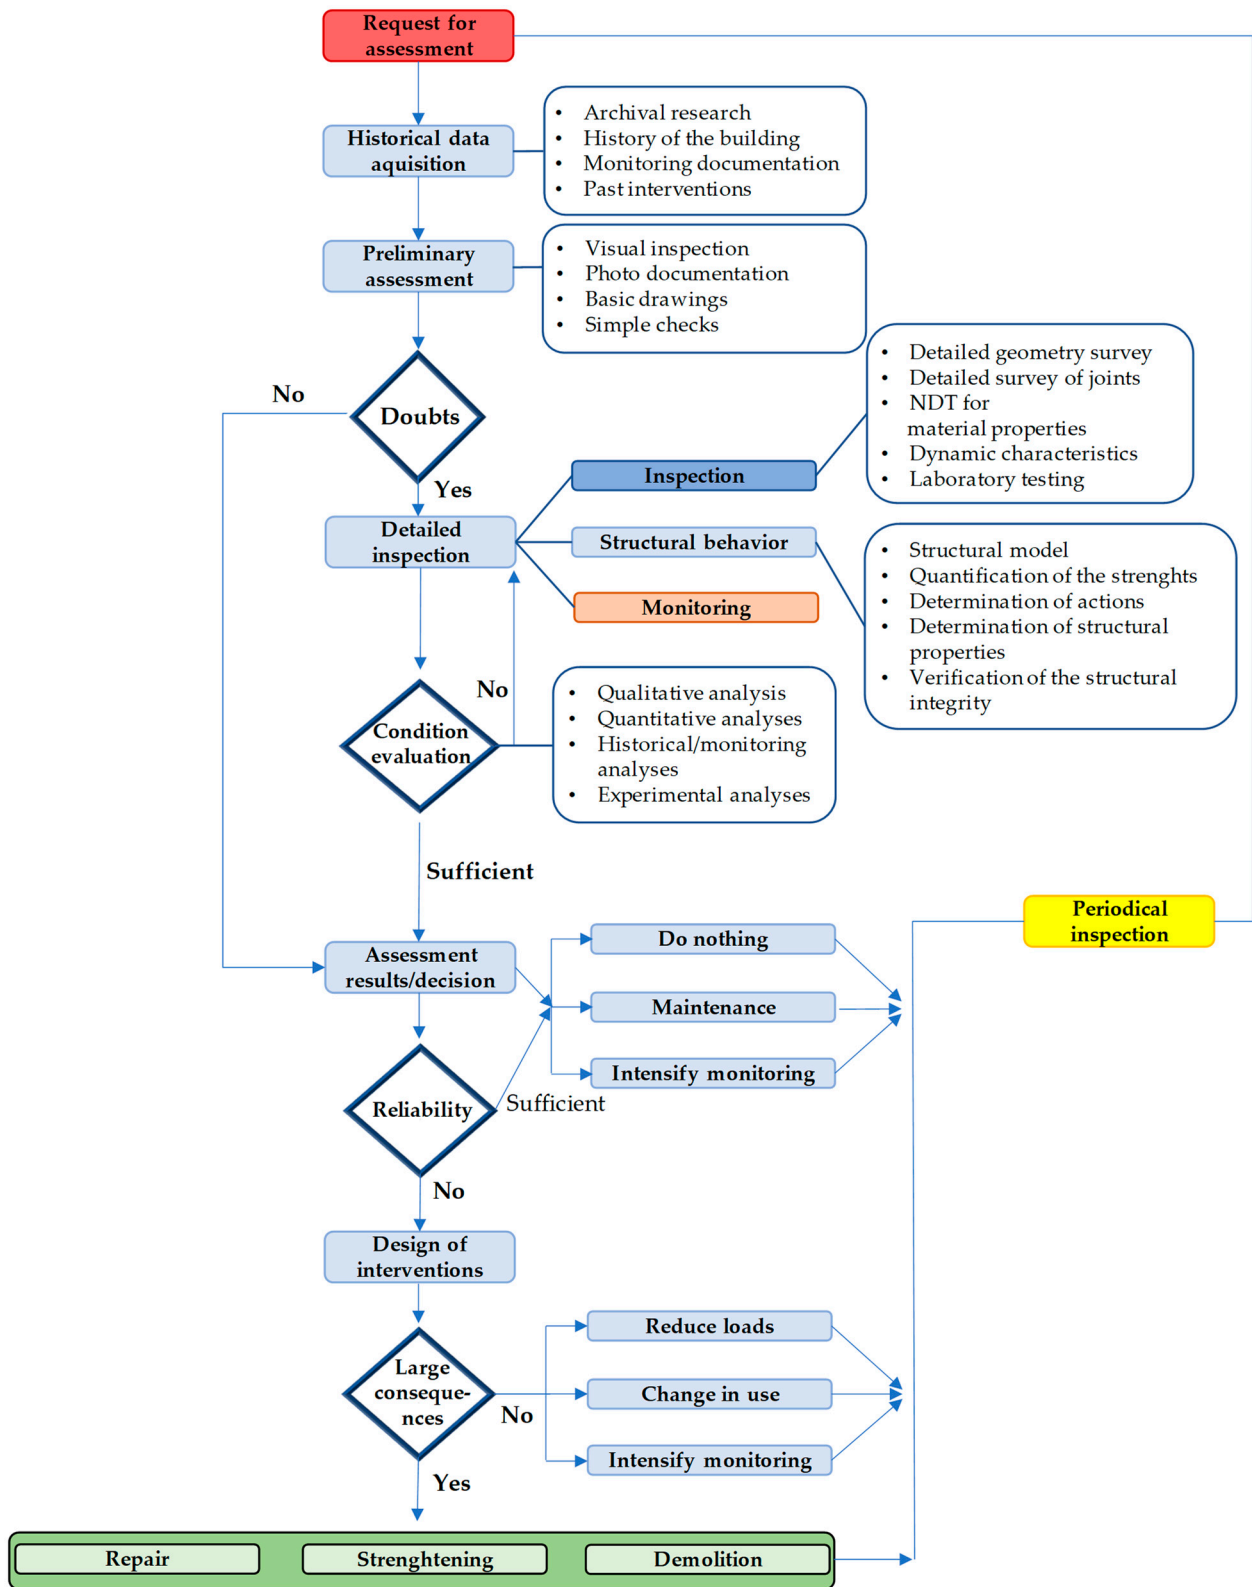 Request for
assessment
Historical data
aquisition
• Archival research
• History of the building
• Monitoring documentation
• Past interventions
Preliminary
assessment
• Visual inspection
• Photo documentation
• Basic drawings
• Simple checks
No
Doubts
Yes
Detailed
inspection
Inspection
Structural behavior
Monitoring
• Detailed geometry survey
• Detailed survey of joints
• NDT for
material properties
• Dynamic characteristics
• Laboratory testing
• Structural model
• Quantification of the strenghts
• Determination of actions
• Determination of structural
properties
• Verification of the structural
integrity
No
Condition
evaluation
• Qualitative analysis
• Quantitative analyses
• Historical/monitoring
analyses
• Experimental analyses
Sufficient
Periodical
inspection
Assessment
results/decision
Do nothing
Maintenance
Intensify monitoring
Reliability
Sufficient
No
Design of
interventions
Large
conseque-
nces
No
Reduce loads
Change in use
Intensify monitoring
Yes
Repair
Strenghtening
Demolition